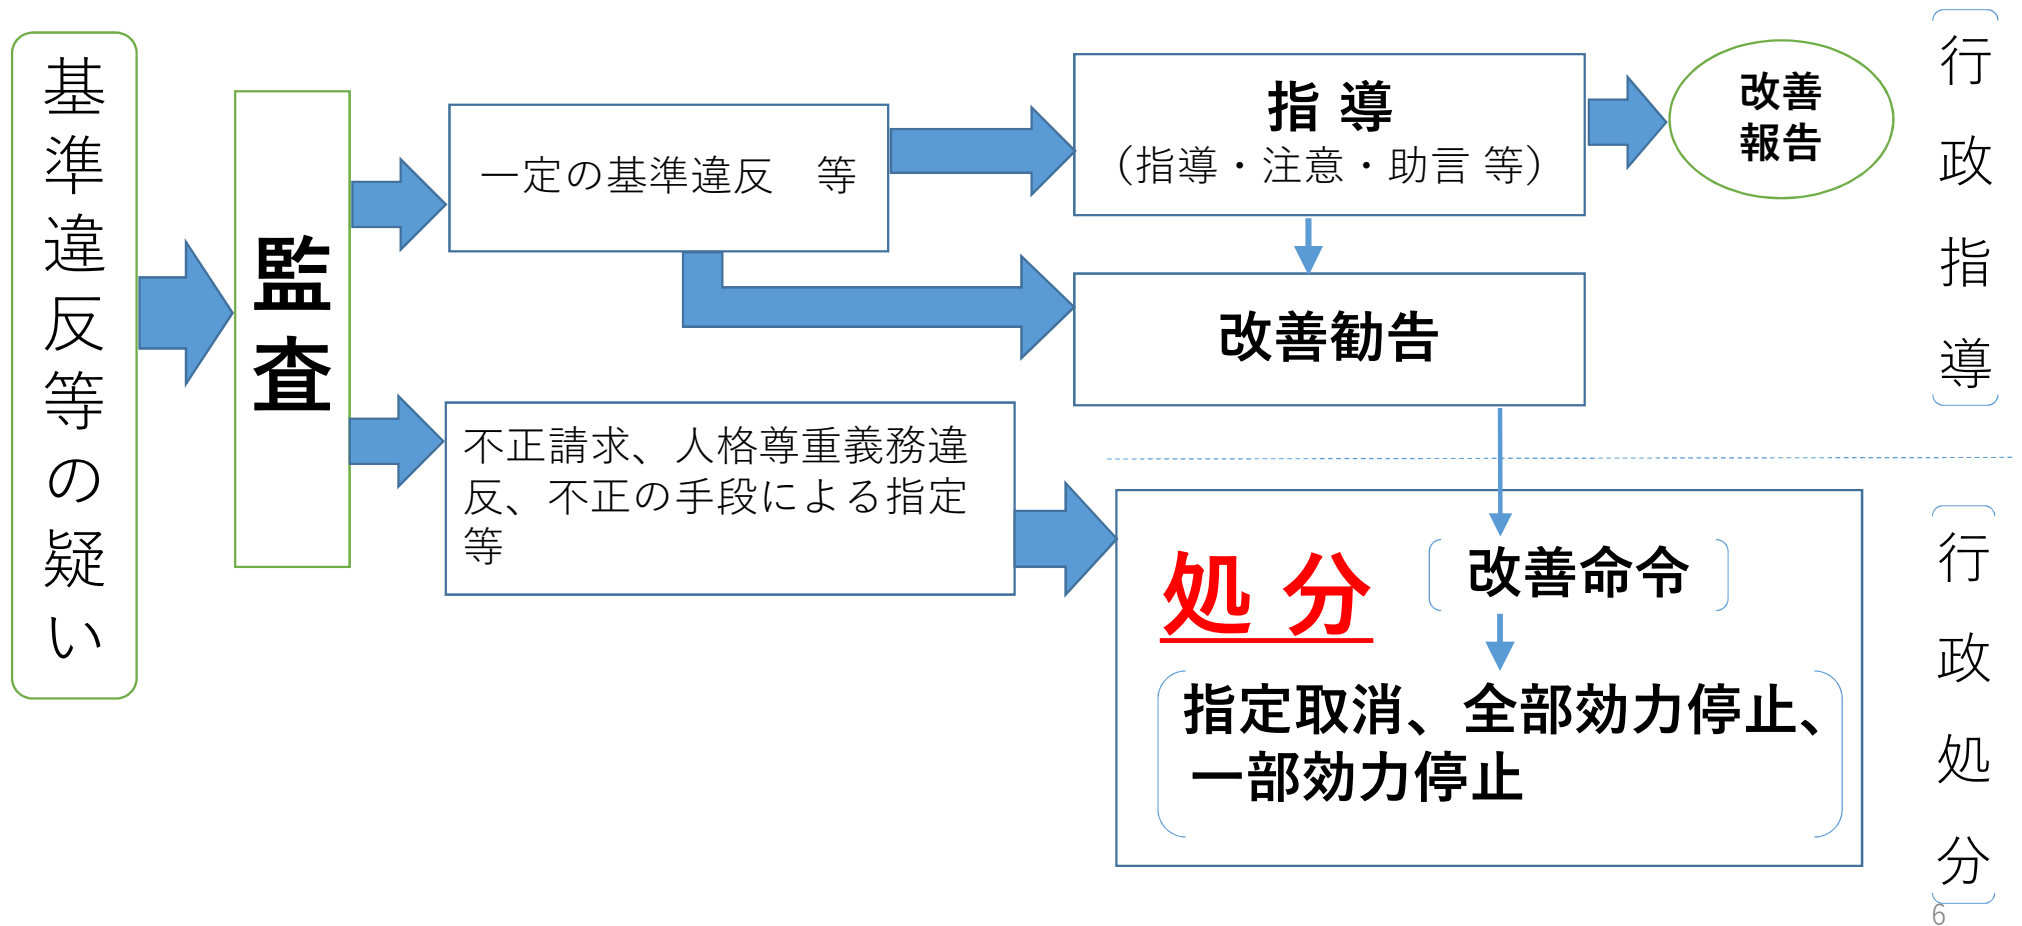 基準違反等の疑い
監査
一定の基準違反　等
不正請求、人格尊重義務違
反、不正の手段による指定
等
指 導
（指導・注意・助言 等）
改善
報告
改善勧告
処 分
改善命令
指定取消、全部効力停止、
一部効力停止
行政指導
行政処分
6